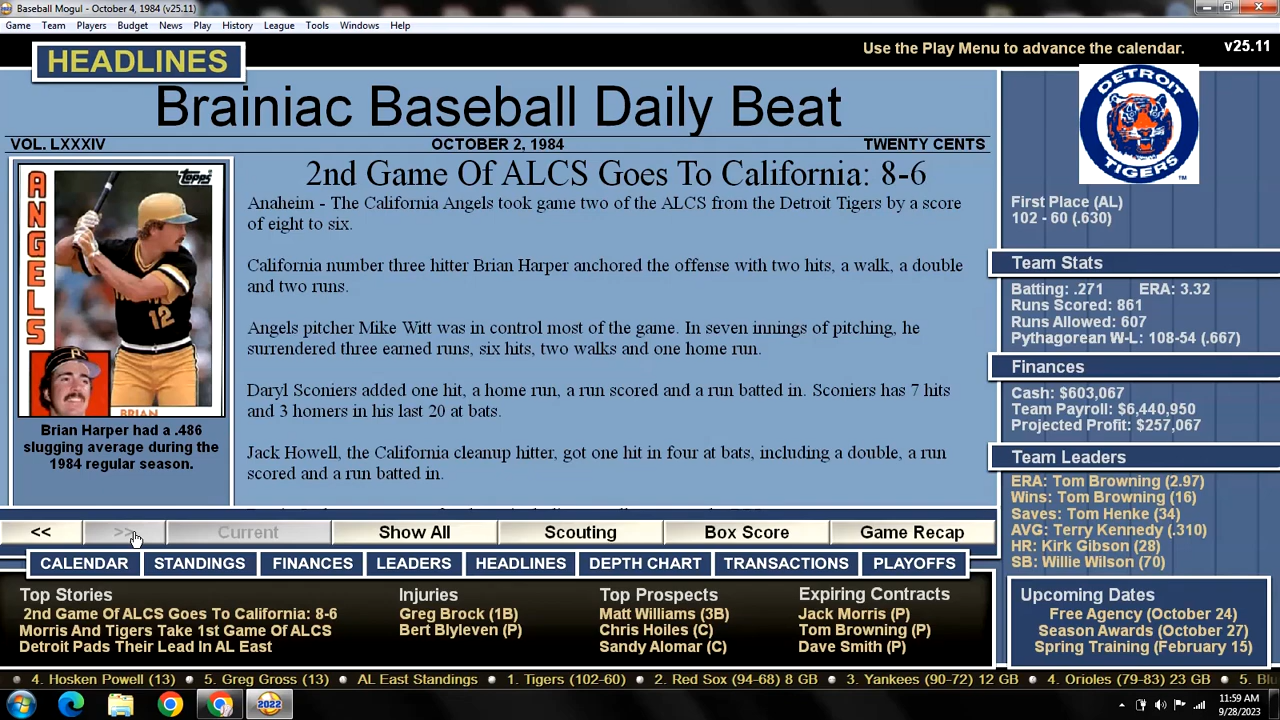 Baseball Mogul - October 4, 1984 (v25.11)
Game Team Players Budget News Play History League Tools Windows Help
HEADLINES
Use the Play Menu to advance the calendar. v25.11
Brainiac Baseball Daily Beat
VOL. LXXXIV OCTOBER 2, 1984 TWENTY CENTS
2nd Game Of ALCS Goes To California: 8-6
Anaheim - The California Angels took game two of the ALCS from the Detroit Tigers by a score
of eight to six.
California number three hitter Brian Harper anchored the offense with two hits, a walk, a double
and two runs.
Angels pitcher Mike Witt was in control most of the game. In seven innings of pitching, he
surrendered three earned runs, six hits, two walks and one home run.
Daryl Sconiers added one hit, a home run, a run scored and a run batted in. Sconiers has 7 hits
and 3 homers in his last 20 at bats.
Jack Howell, the California cleanup hitter, got one hit in four at bats, including a double, a run
scored and a run batted in.
ANGELS
Topps
12
P
BRIAN
Brian Harper had a .486
slugging average during the
1984 regular season.
DETROIT
TIGERS
First Place (AL)
102 - 60 (.630)
Team Stats
Batting: .271 ERA: 3.32
Runs Scored: 861
Runs Allowed: 607
Pythagorean W-L: 108-54 (.667)
Finances
Cash: $603,067
Team Payroll: $6,440,950
Projected Profit: $257,067
Team Leaders
ERA: Tom Browning (2.97)
Wins: Tom Browning (16)
Saves: Tom Henke (34)
AVG: Terry Kennedy (.310)
HR: Kirk Gibson (28)
SB: Willie Wilson (70)
<< >> Current Show All Scouting Box Score Game Recap
CALENDAR STANDINGS FINANCES LEADERS HEADLINES DEPTH CHART TRANSACTIONS PLAYOFFS
Top Stories
2nd Game Of ALCS Goes To California: 8-6
Morris And Tigers Take 1st Game Of ALCS
Detroit Pads Their Lead In AL East
Injuries
Greg Brock (1B)
Bert Blyleven (P)
Top Prospects
Matt Williams (3B)
Chris Hoiles (C)
Sandy Alomar (C)
Expiring Contracts
Jack Morris (P)
Tom Browning (P)
Dave Smith (P)
Upcoming Dates
Free Agency (October 24)
Season Awards (October 27)
Spring Training (February 15)
4. Hosken Powell (13) 5. Greg Gross (13) AL East Standings 1. Tigers (102-60) 2. Red Sox (94-68) 8 GB 3. Yankees (90-72) 12 GB 4. Orioles (79-83) 23 GB 5.
2022
11:59 AM
9/28/2023